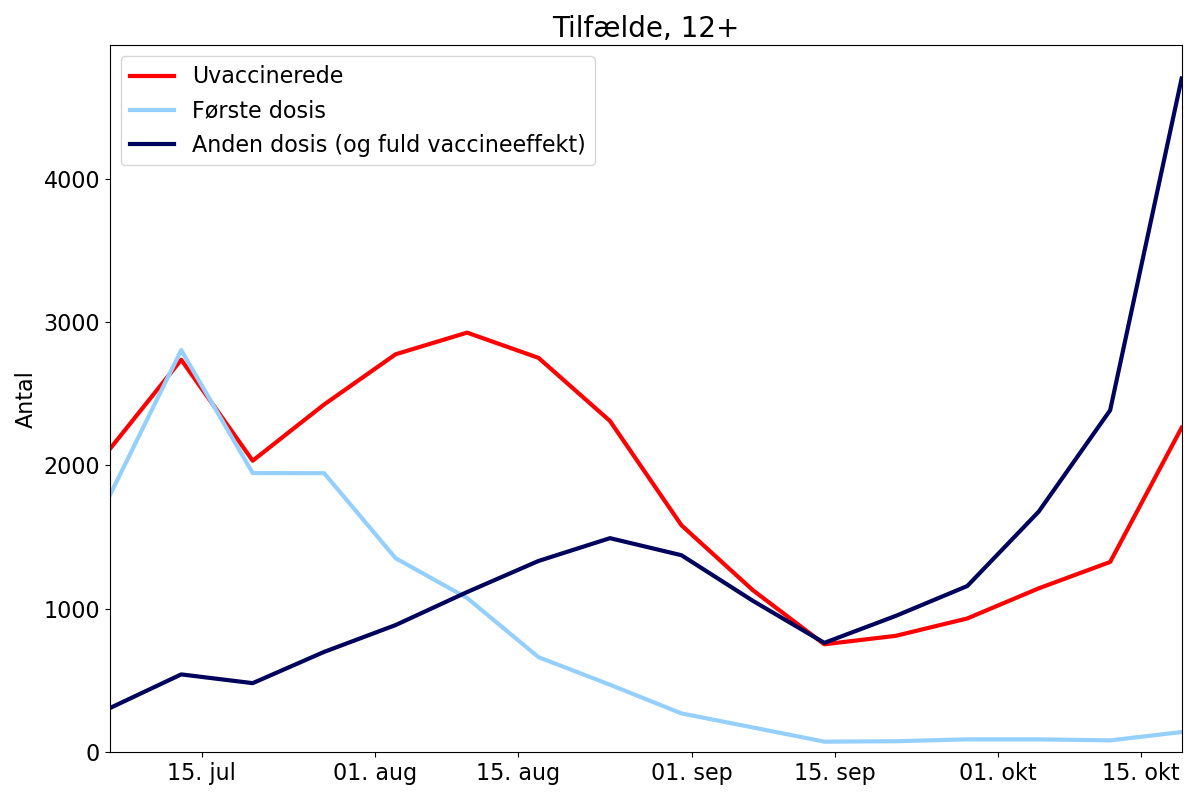 Tilfælde, 12+
Uvaccinerede
Første dosis
Anden dosis (og fuld vaccineeffekt)
Antal
4000
3000
2000
1000
0
15. jul 01. aug 15. aug 01. sep 15. sep 01. okt 15. okt